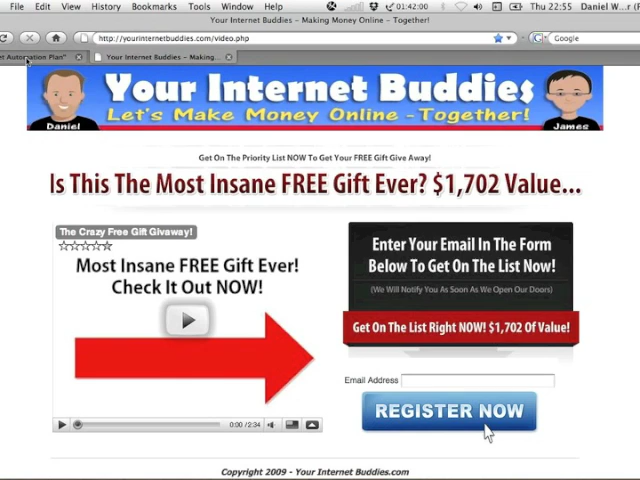 File Edit View History Bookmarks Tools Window Help
01:42:00
Thu 22:55 Daniel W...r
Your Internet Buddies - Making Money Online - Together!
http://yourinternetbuddies.com/video.php
Google
et Automation Plan"
Your Internet Buddies - Making...
Your Internet Buddies
Let's Make Money Online - Together!
Daniel
James
Get On The Priority List NOW To Get Your FREE Gift Give Away!
Is This The Most Insane FREE Gift Ever? $1,702 Value...
The Crazy Free Gift Giveaway!
Most Insane FREE Gift Ever!
Check It Out NOW!
0:00 / 2:34
Enter Your Email In The Form
Below To Get On The List Now!
(We Will Notify You As Soon As We Open Our Doors)
Get On The List Right NOW! $1,702 Of Value!
Email Address
REGISTER NOW
Copyright 2009 - Your Internet Buddies.com